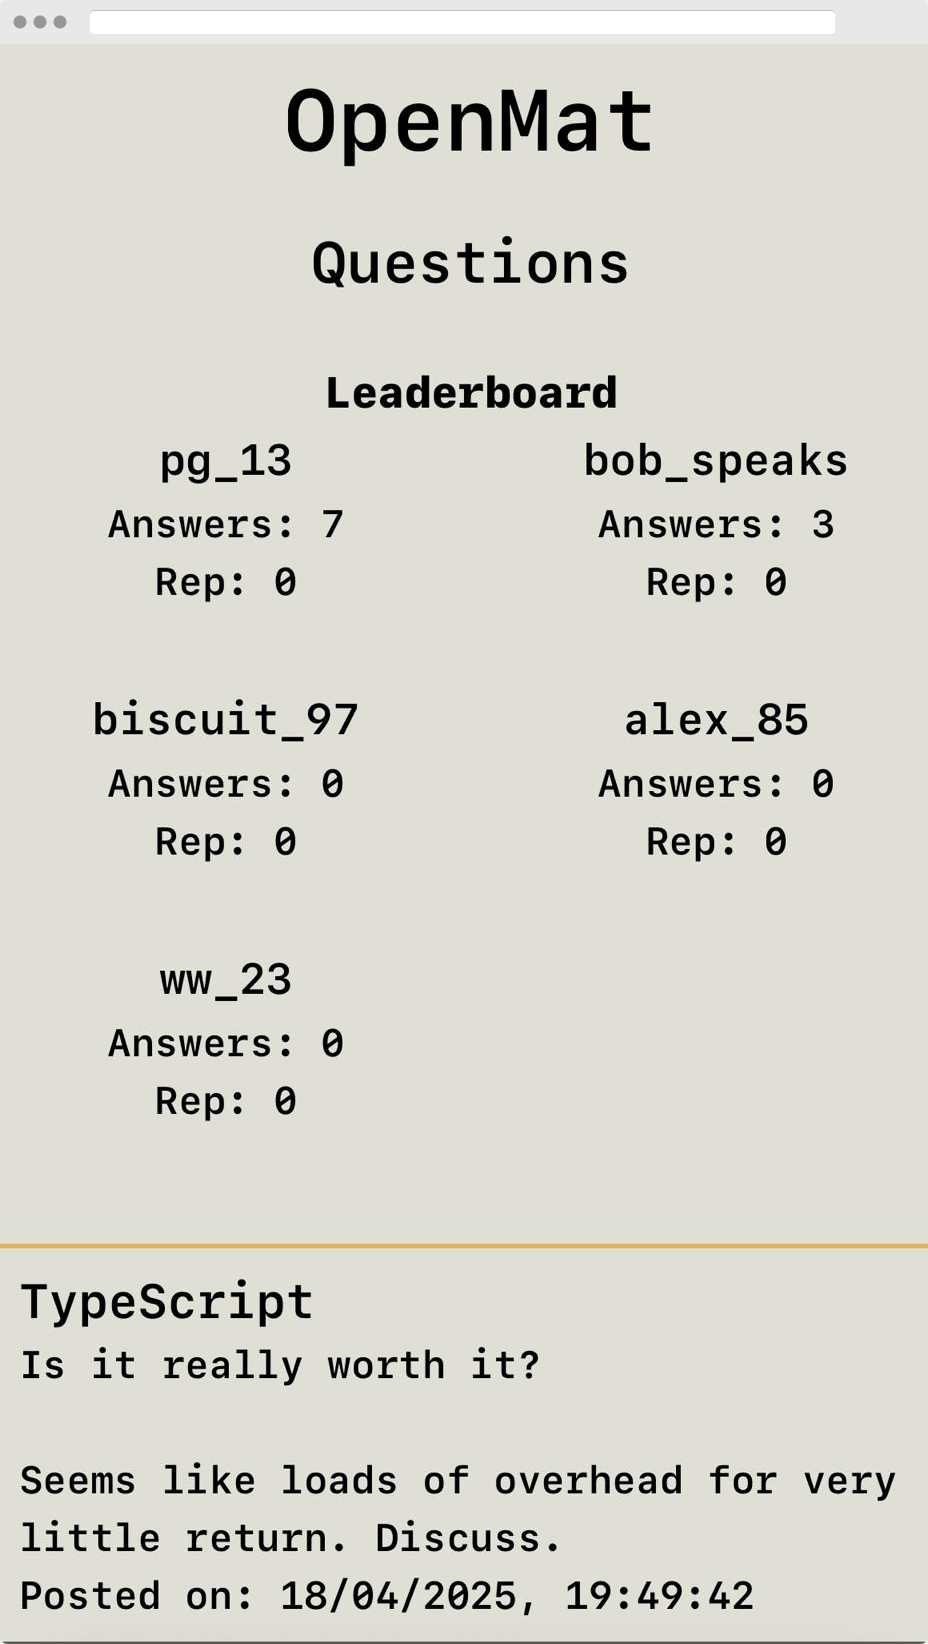 OpenMat
Questions
Leaderboard
pg_13
Answers: 7
Rep: 0
bob_speaks
Answers: 3
Rep: 0
biscuit_97
Answers: 0
Rep: 0
alex_85
Answers: 0
Rep: 0
ww_23
Answers: 0
Rep: 0
TypeScript
Is it really worth it?
Seems like loads of overhead for very
little return. Discuss.
Posted on: 18/04/2025, 19:49:42